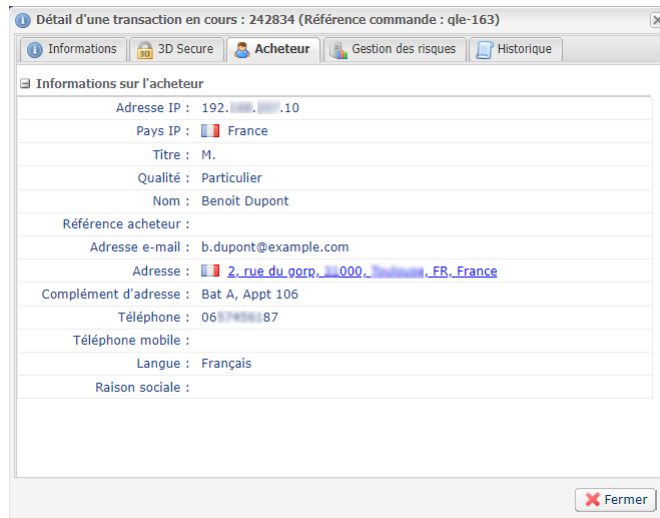 Détail d'une transaction en cours : 242834 (Référence commande : qle-163)
Informations 3D Secure Acheteur Gestion des risques Historique
Informations sur l'acheteur
Adresse IP : 192. . .10
Pays IP : France
Titre : M.
Qualité : Particulier
Nom : Benoit Dupont
Référence acheteur :
Adresse e-mail : b.dupont@example.com
Adresse : 2, rue du gorp, 000, , FR, France
Complément d'adresse : Bat A, Appt 106
Téléphone : 06 87
Téléphone mobile :
Langue : Français
Raison sociale :
Fermer